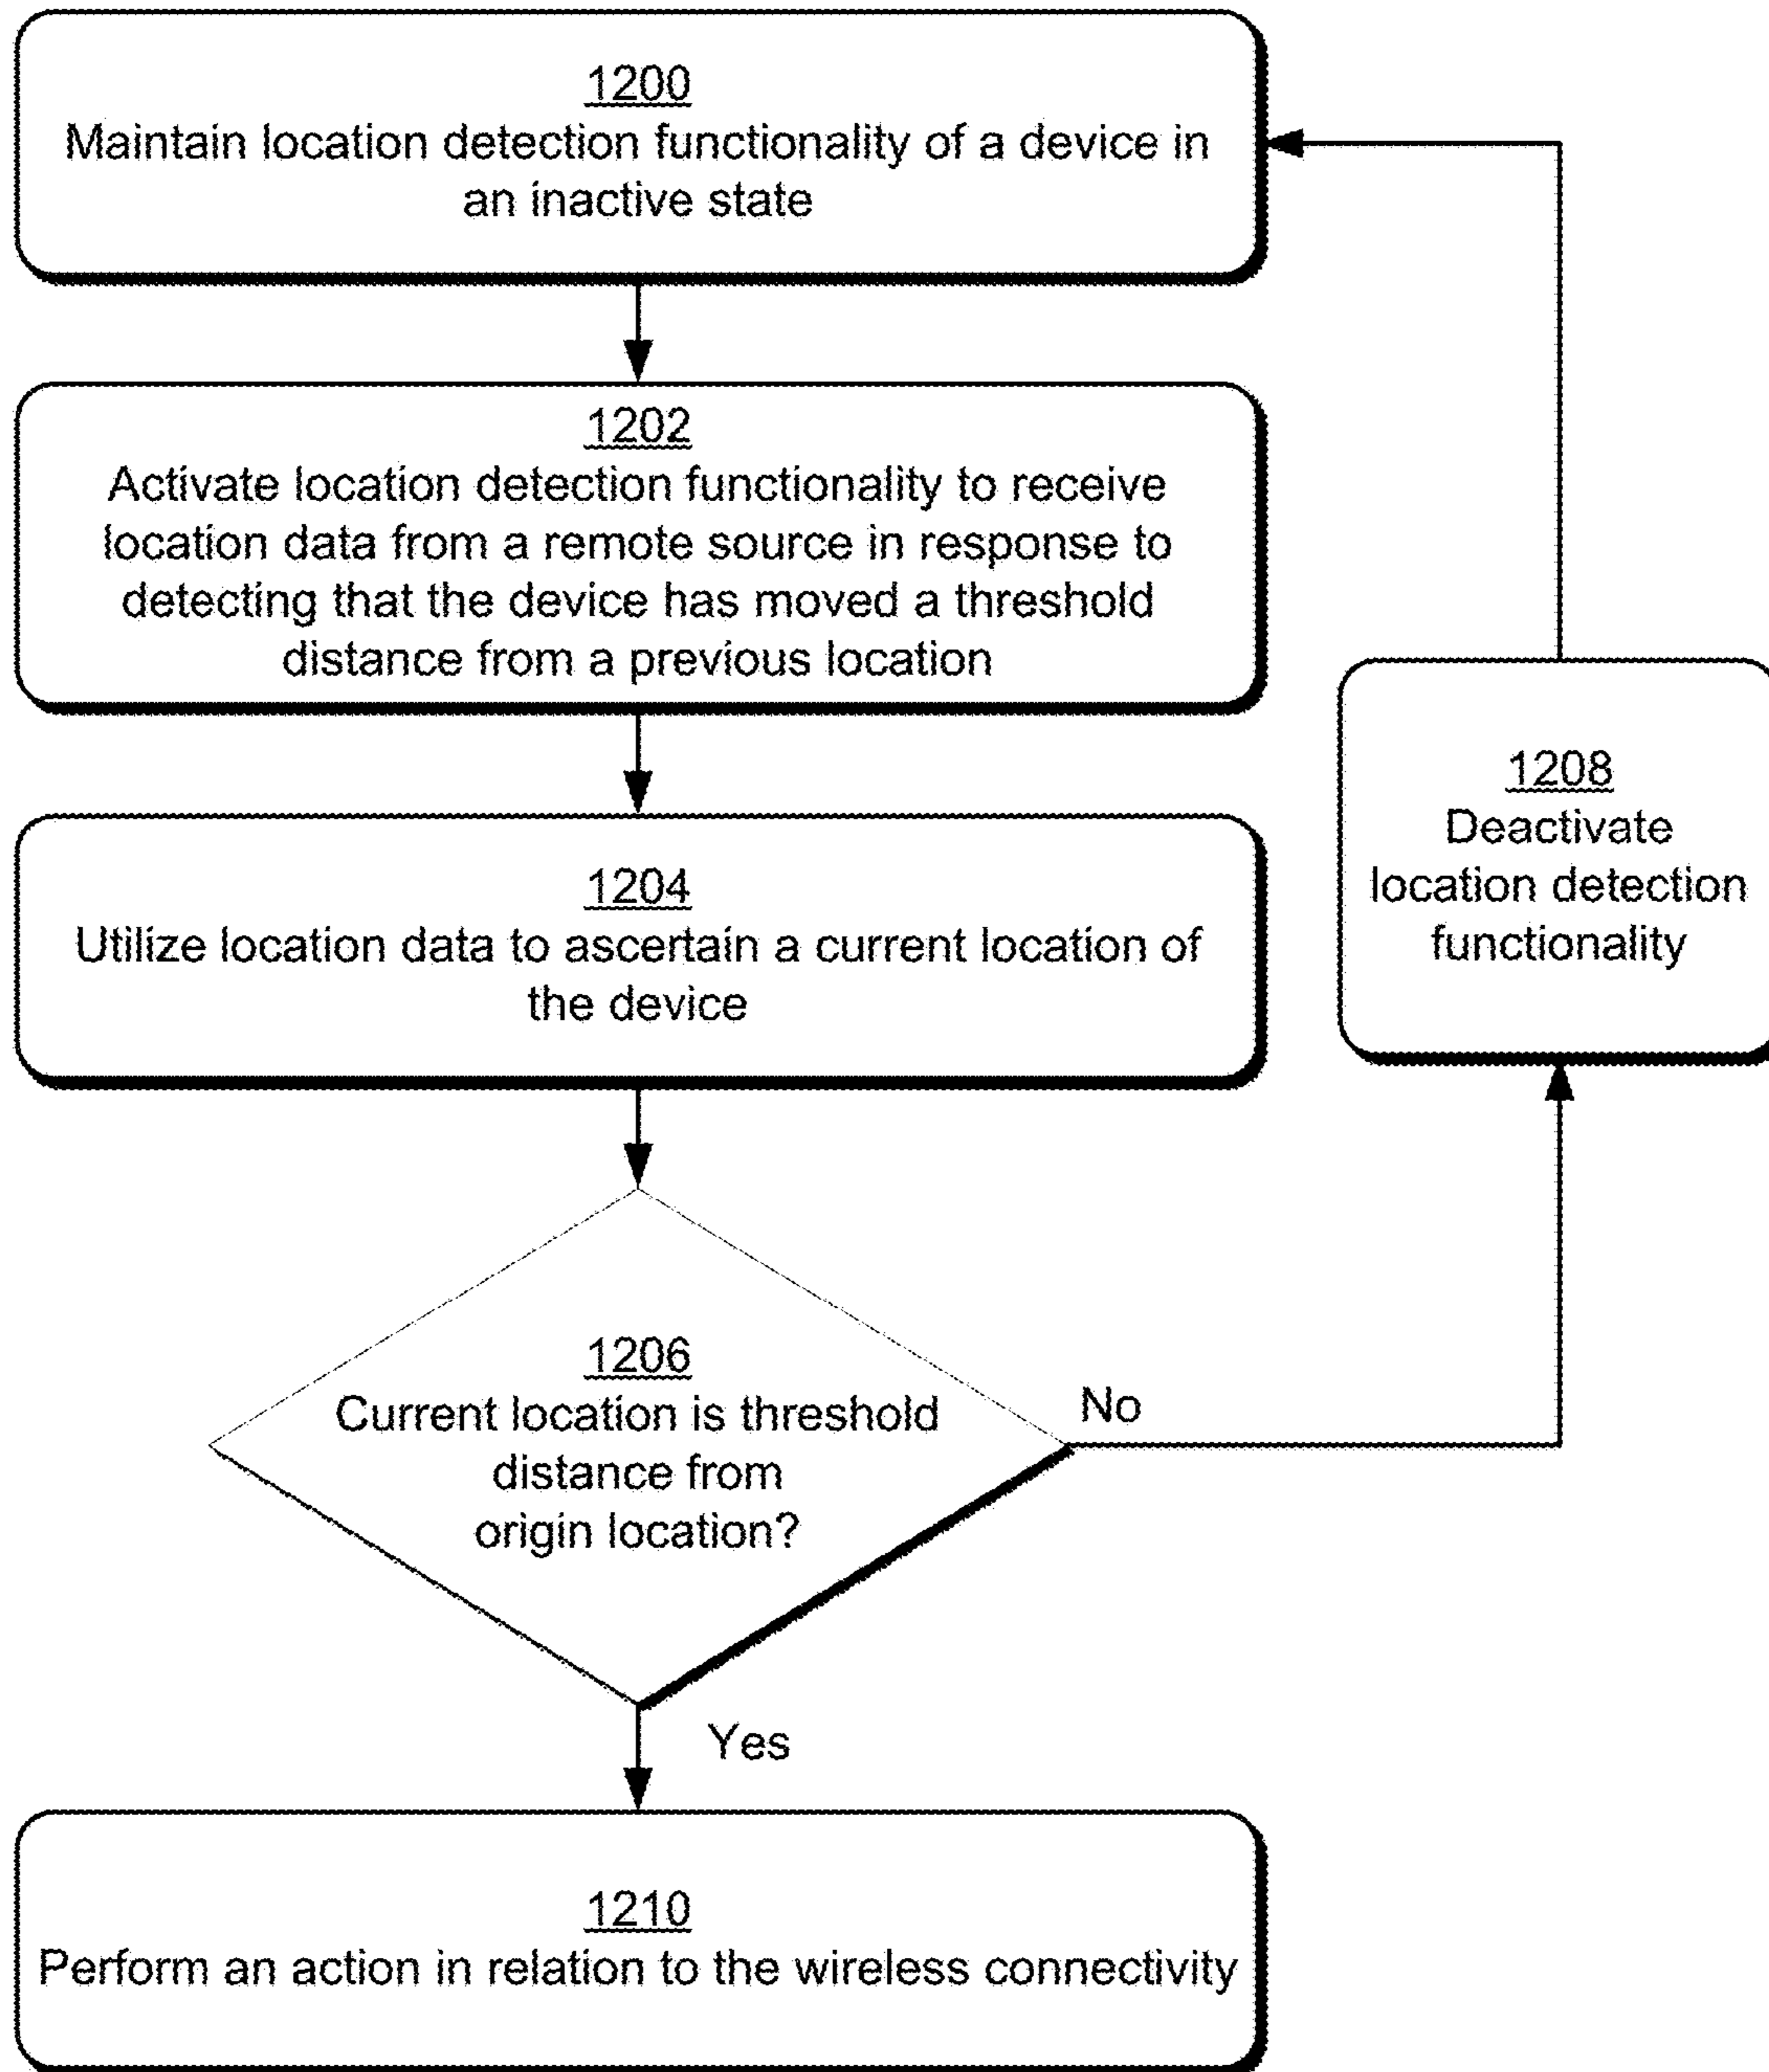 1200
Maintain location detection functionality of a device in
an inactive state
1202
Activate location detection functionality to receive
location data from a remote source in response to
detecting that the device has moved a threshold
distance from a previous location
1208
Deactivate
location detection
functionality
1204
Utilize location data to ascertain a current location of
the device
1206
Current location is threshold
distance from
origin location?
No
Yes
1210
Perform an action in relation to the wireless connectivity